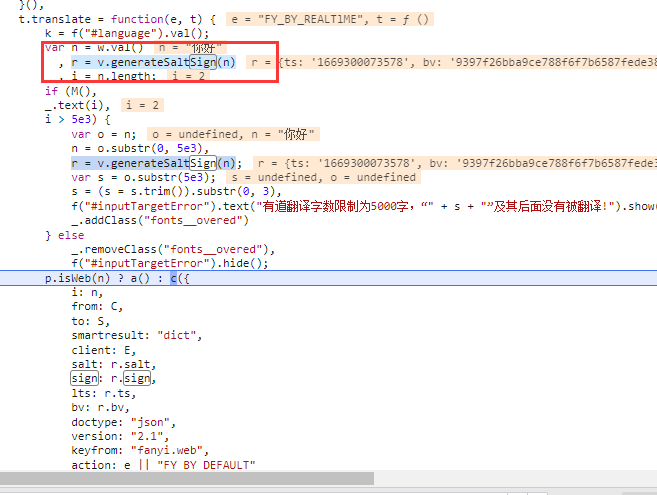 }(),
t.translate = function(e, t) { e = "FY_BY_REALTlME", t = ƒ ()
k = f("#language").val();
var n = w.val() n = "你好"
, r = v.generateSaltSign(n) r = {ts: '1669300073578', bv: '9397f26bba9ce788f6f7b6587fede38
, i = n.length; i = 2
if (M(),
_.text(i), i = 2
i > 5e3) {
var o = n; o = undefined, n = "你好"
n = o.substr(0, 5e3),
r = v.generateSaltSign(n); r = {ts: '1669300073578', bv: '9397f26bba9ce788f6f7b6587fede38
var s = o.substr(5e3); s = undefined, o = undefined
s = (s = s.trim()).substr(0, 3),
f("#inputTargetError").text("有道翻译字数限制为5000字，“" + s + "”及其后面没有被翻译!").show(
_.addClass("fonts__overed")
} else
_.removeClass("fonts__overed"),
f("#inputTargetError").hide();
p.isWeb(n) ? a() : c({
i: n,
from: C,
to: S,
smartresult: "dict",
client: E,
salt: r.salt,
sign: r.sign,
lts: r.ts,
bv: r.bv,
doctype: "json",
version: "2.1",
keyfrom: "fanyi.web",
action: e || "FY_BY_DEFAULT"